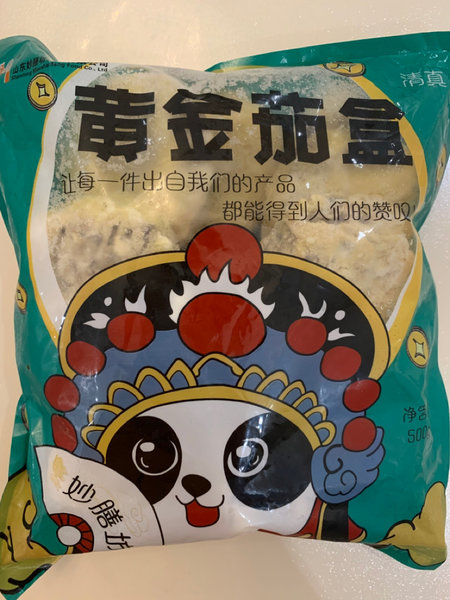 清真
黄金茄盒
让每一件出自我们的产品
都能得到人们的赞叹!
净含
500
妙膳坊